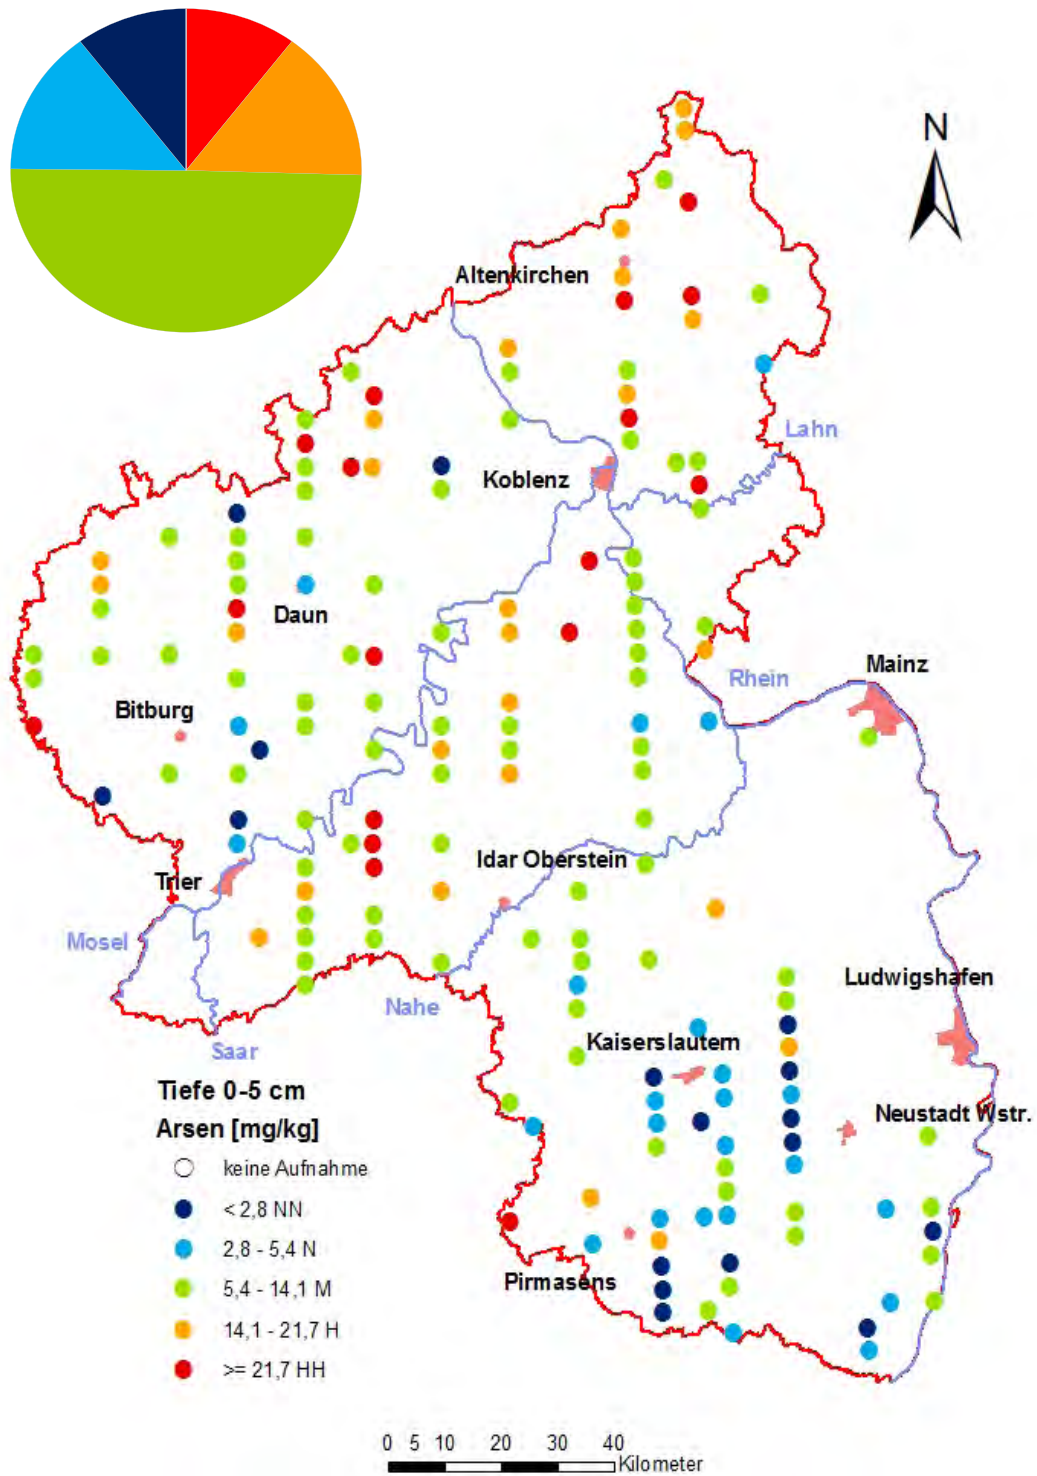 N
Altenkirchen
Lahn
Koblenz
Daun
Mainz
Rhein
Bitburg
Idar Oberstein
Trier
Mosel
Ludwigshafen
Nahe
Kaiserslautern
Saar
Tiefe 0-5 cm
Neustadt Wstr.
Arsen [mg/kg]
keine Aufnahme
< 2,8 NN
2,8 - 5,4 N
5,4 - 14,1 M
Pirmasens
14,1 - 21,7 H
>= 21,7 HH
0 5 10 20 30 40
Kilometer